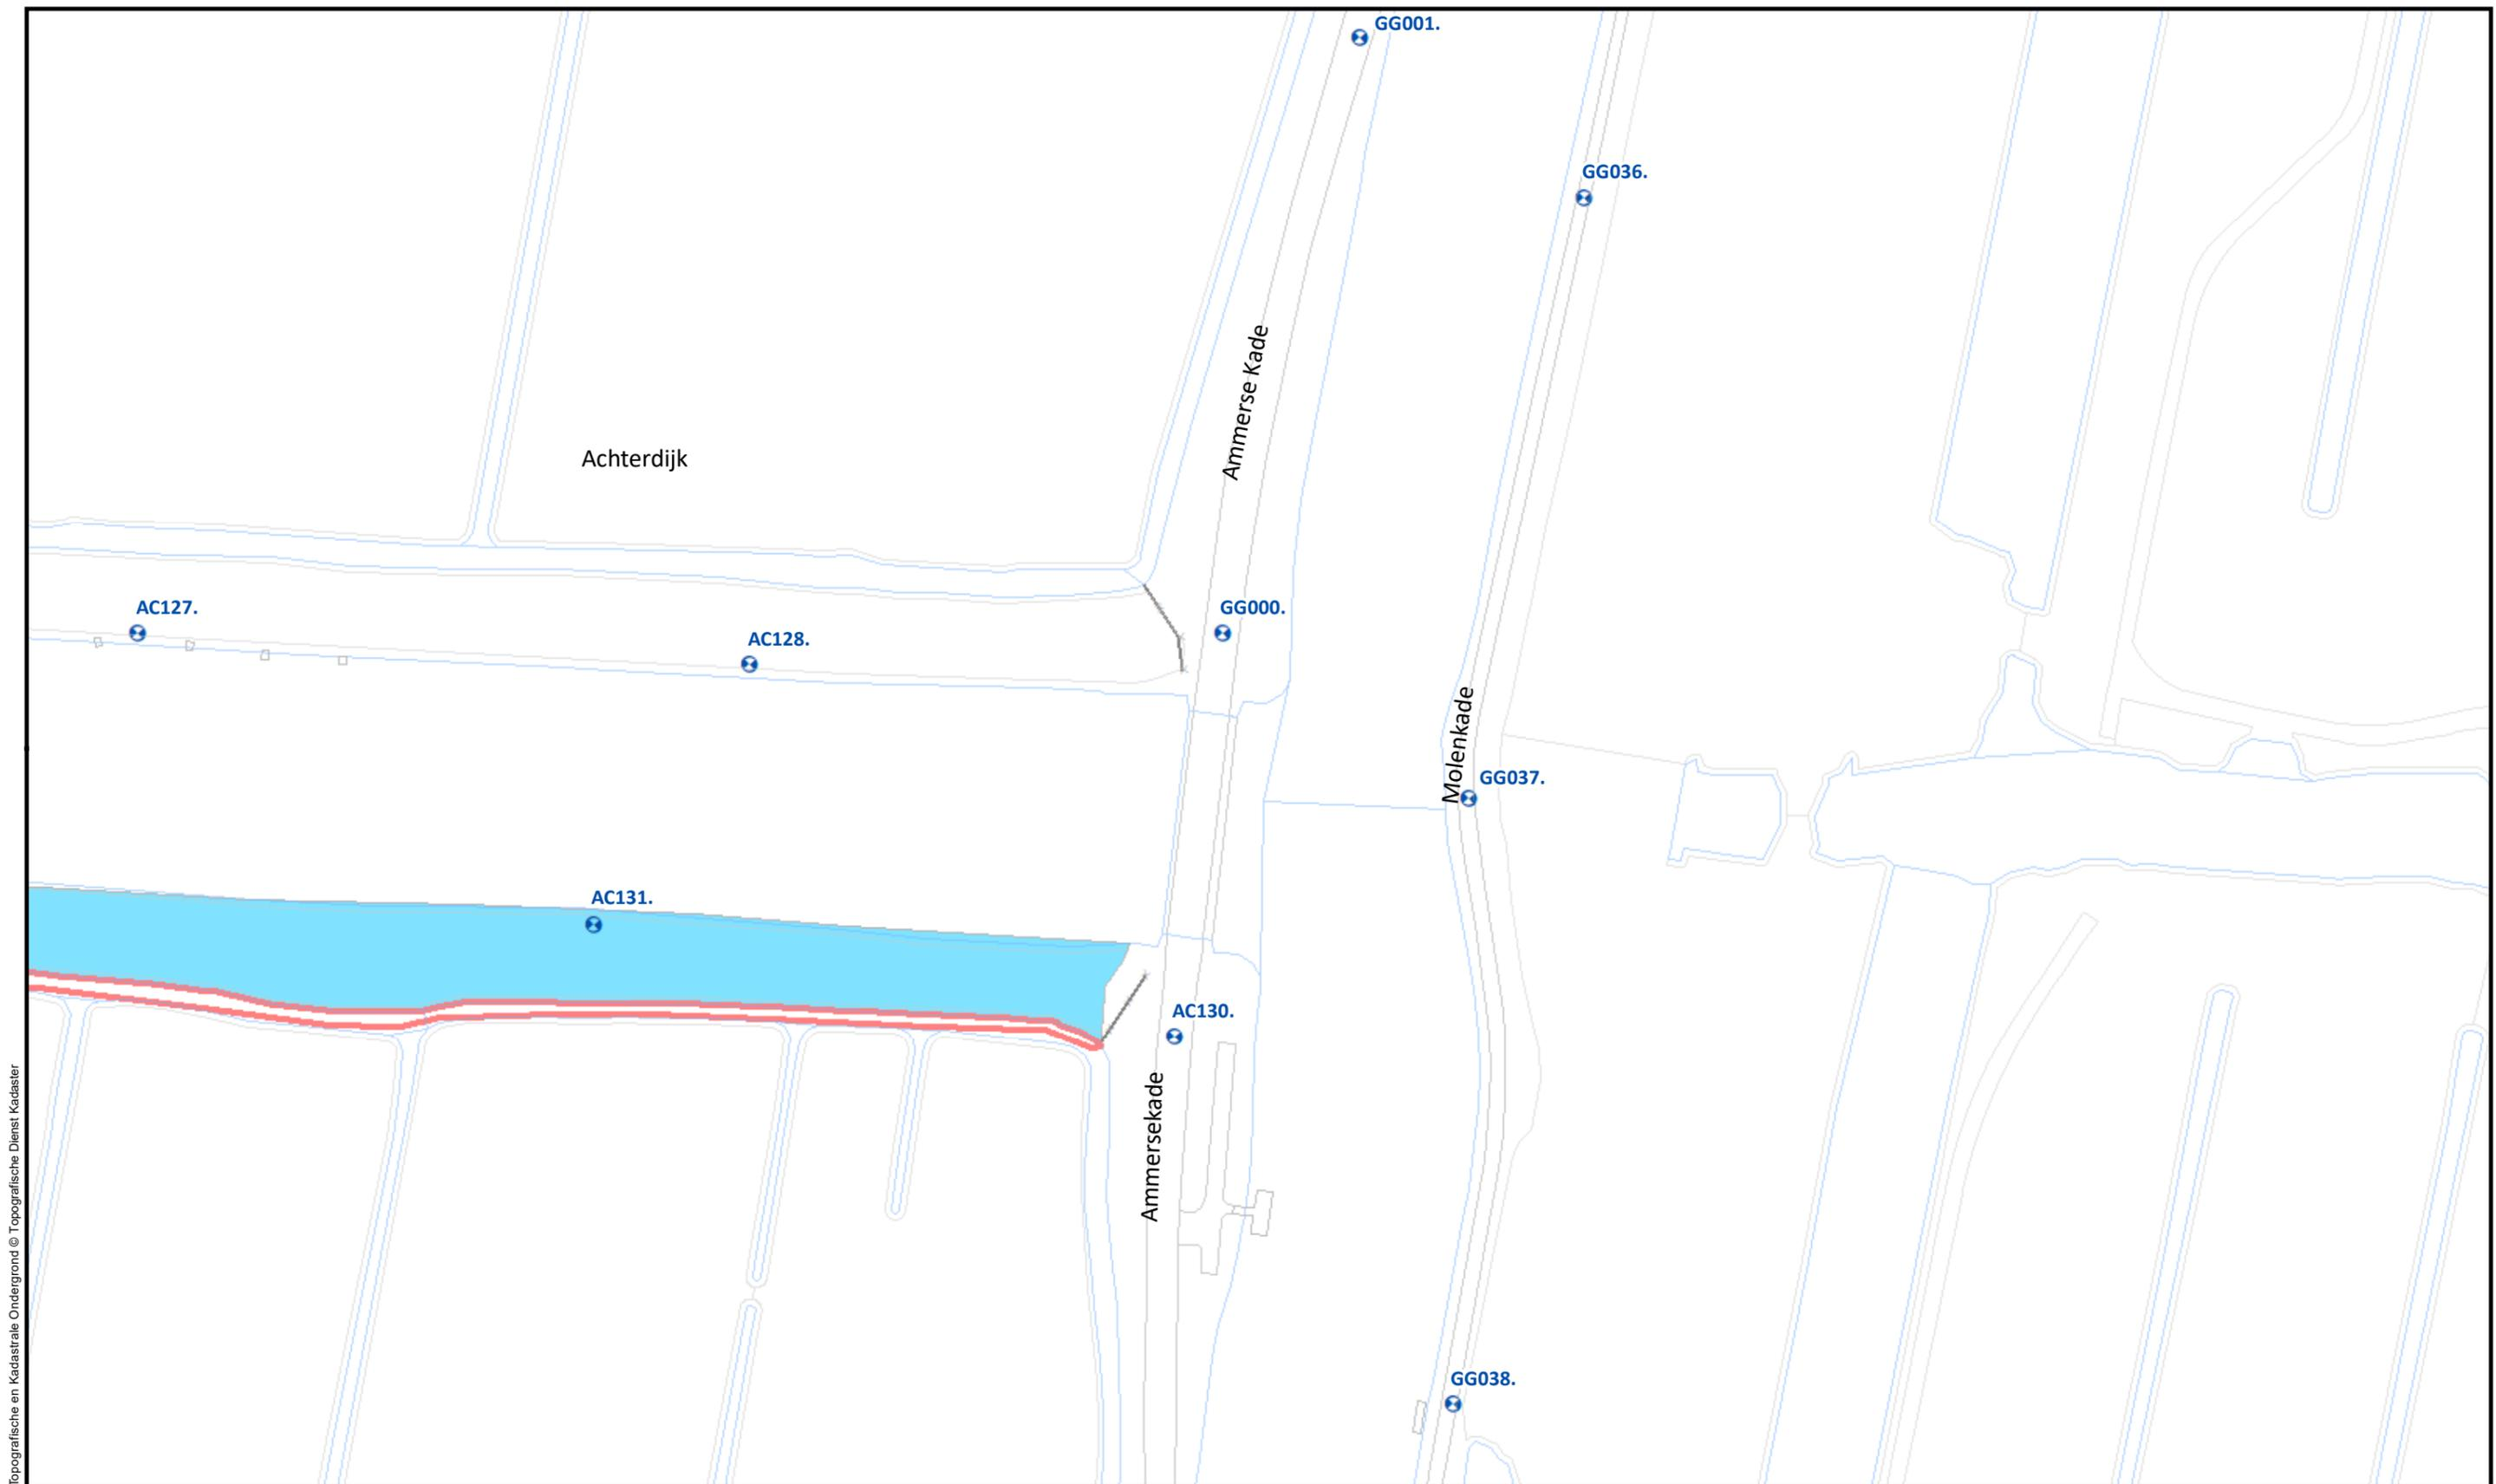 GG001.
GG036.
Ammerse Kade
Achterdijk
AC127.
GG000.
AC128.
Molenkade
GG037.
AC131.
AC130.
Ammersekade
GG038.
Topografische en Kadastrale Ondergrond © Topografische Dienst Kadaster